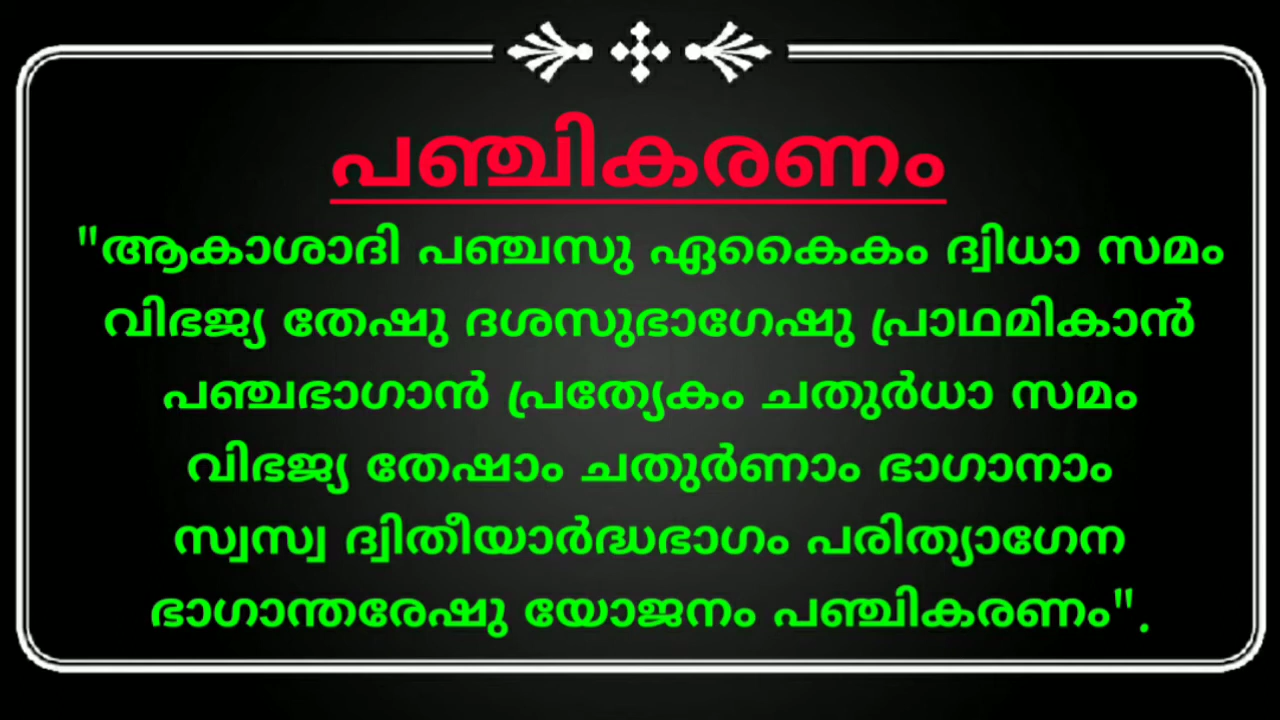 പഞ്ചികരണം
"ആകാശാദി പഞ്ചസു ഏകൈകം ദ്വിധാ സമം
വിഭജ്യ തേഷു ദശസുഭാഗേഷു പ്രാഥമികാൻ
പഞ്ചഭാഗാൻ പ്രത്യേകം ചതുർധാ സമം
വിഭജ്യ തേഷാം ചതുർണാം ഭാഗാനാം
സ്വസ്വ ദ്വിതീയാർദ്ധഭാഗം പരിത്യാഗേന
ഭാഗാന്തരേഷു യോജനം പഞ്ചികരണം".